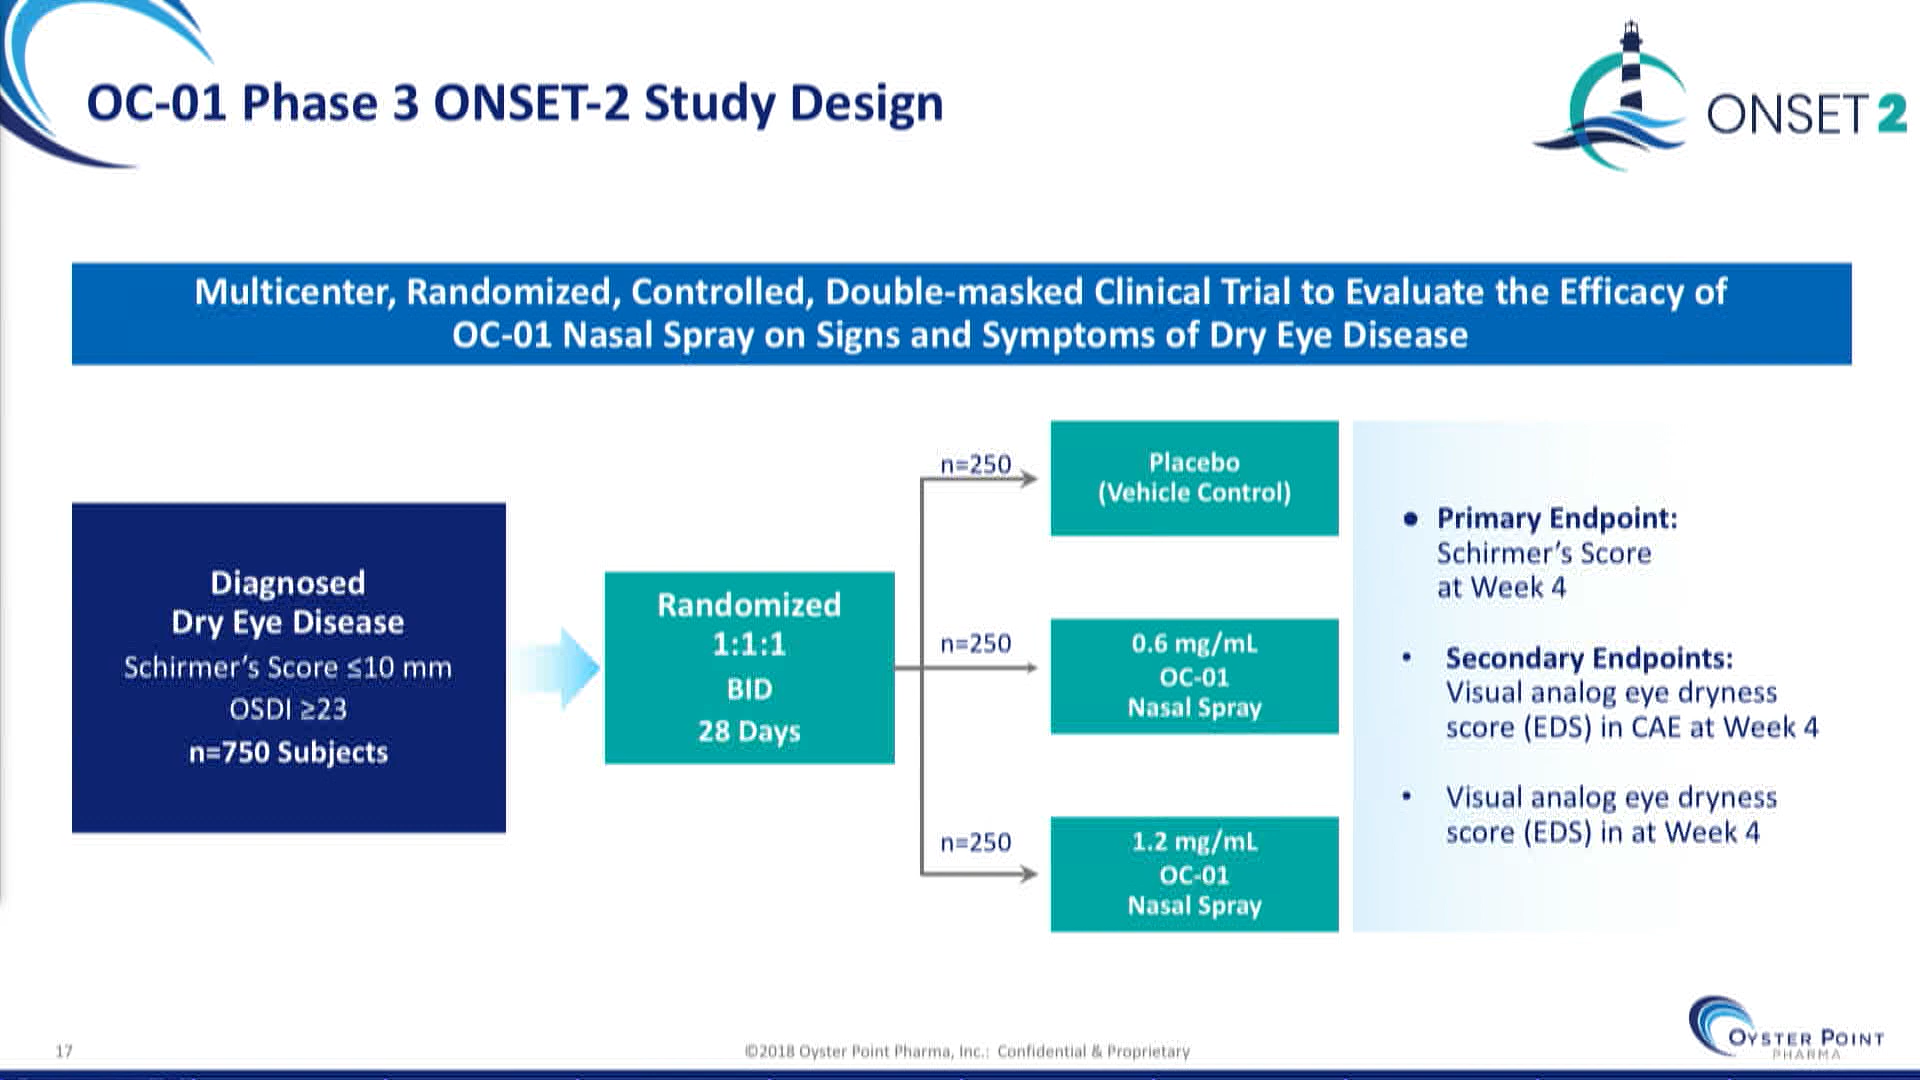 OC-01 Phase 3 ONSET-2 Study Design
ONSET 2
Multicenter, Randomized, Controlled, Double-masked Clinical Trial to Evaluate the Efficacy of
OC-01 Nasal Spray on Signs and Symptoms of Dry Eye Disease
Diagnosed
Dry Eye Disease
Schirmer’s Score ≤10 mm
OSDI ≥23
n=750 Subjects
Randomized
1:1:1
BID
28 Days
n=250
Placebo
(Vehicle Control)
n=250
0.6 mg/mL
OC-01
Nasal Spray
n=250
1.2 mg/mL
OC-01
Nasal Spray
• Primary Endpoint:
Schirmer’s Score
at Week 4
• Secondary Endpoints:
Visual analog eye dryness
score (EDS) in CAE at Week 4
• Visual analog eye dryness
score (EDS) in at Week 4
17
©2018 Oyster Point Pharma, Inc.: Confidential & Proprietary
OYSTER POINT
PHARMA